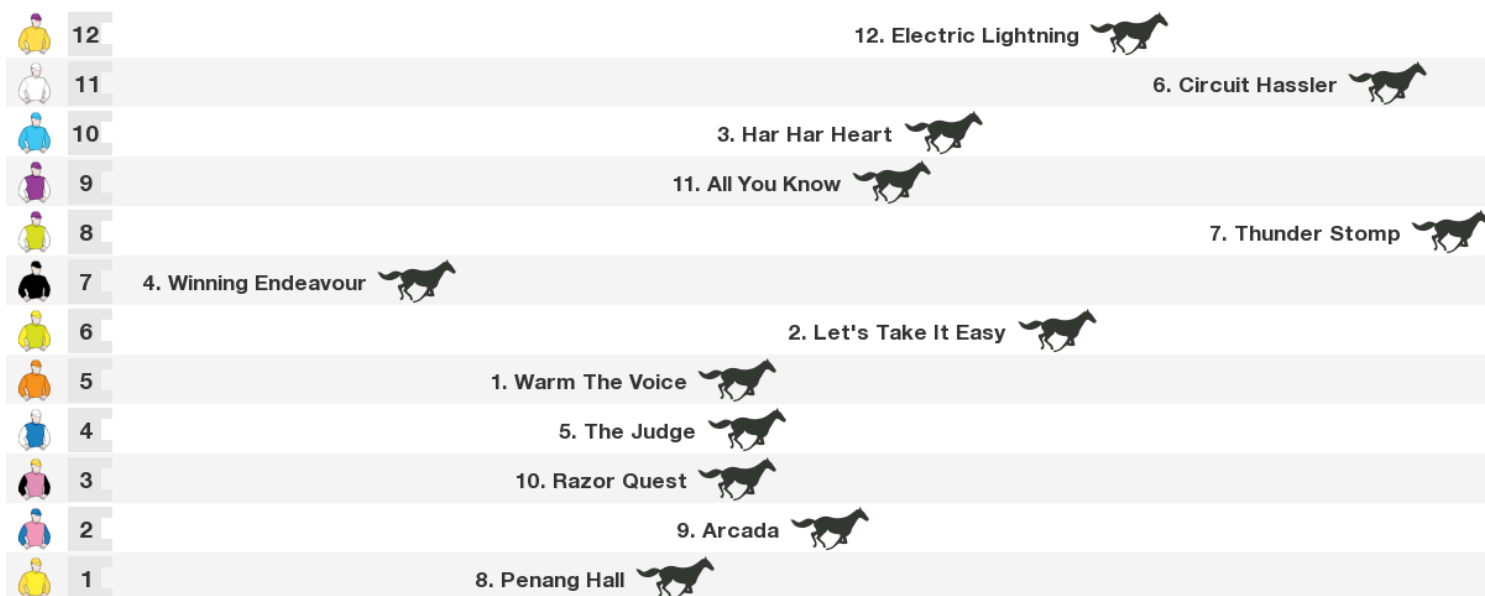 12 12. Electric Lightning
11 6. Circuit Hassler
10 3. Har Har Heart
9 11. All You Know
8 7. Thunder Stomp
7 4. Winning Endeavour
6 2. Let's Take It Easy
5 1. Warm The Voice
4 5. The Judge
3 10. Razor Quest
2 9. Arcada
1 8. Penang Hall